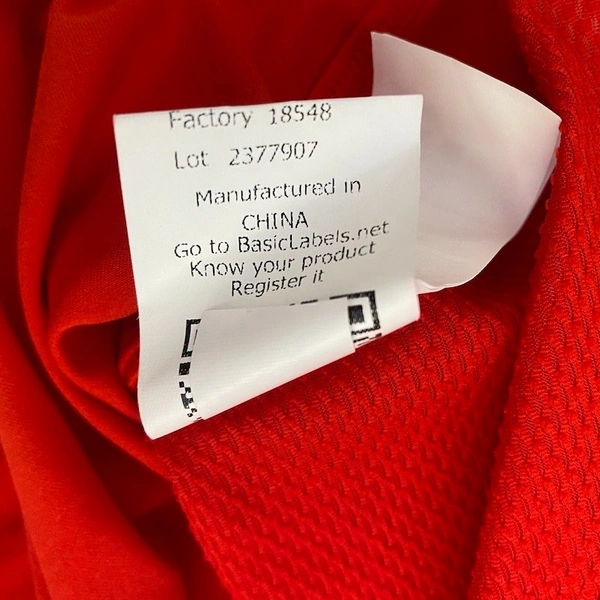 Factory 18548
Lot 2377907
Manufactured in
CHINA
Go to BasicLabels.net
Know your product
Register it